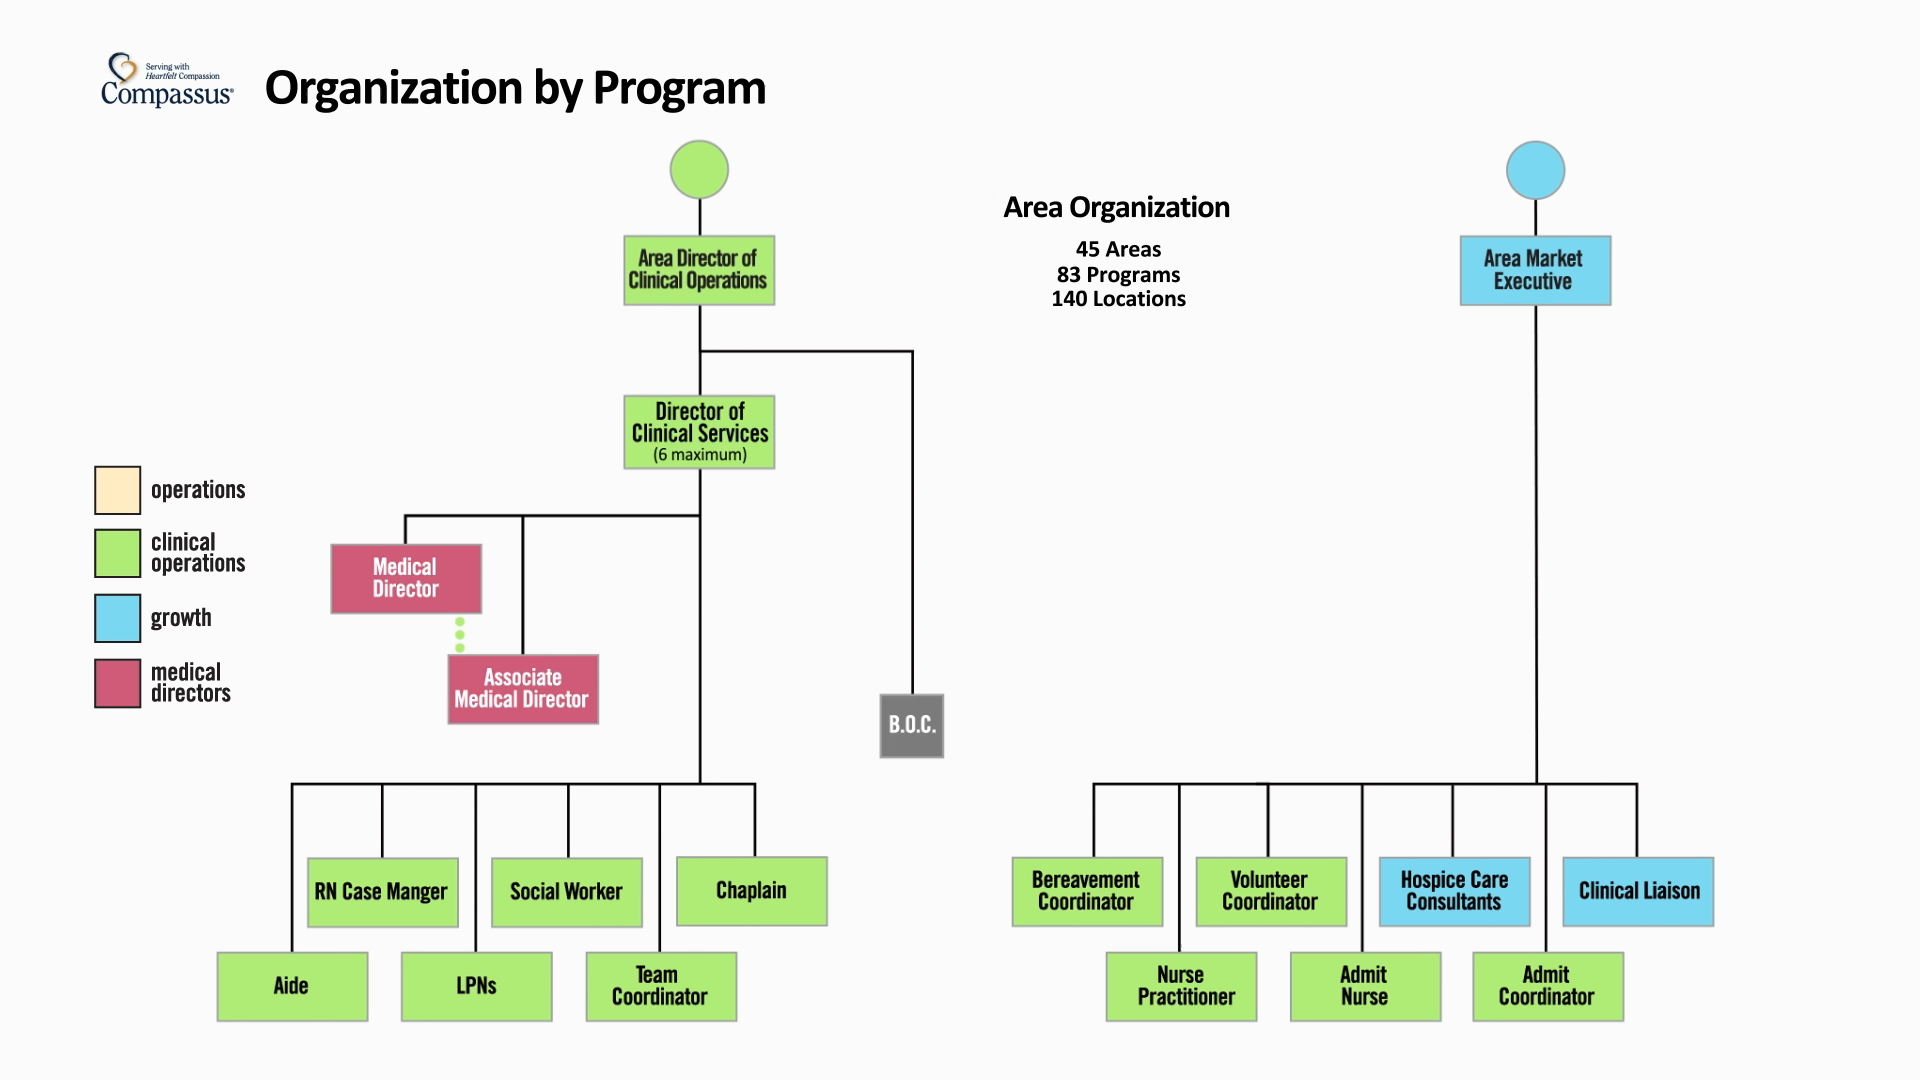 Serving with
Heartfelt Compassion
Compassus®
Organization by Program
Area Organization
45 Areas
83 Programs
140 Locations
Area Director of
Clinical Operations
Area Market
Executive
Director of
Clinical Services
(6 maximum)
operations
clinical
operations
growth
medical
directors
Medical
Director
Associate
Medical Director
B.O.C.
RN Case Manger
Social Worker
Chaplain
Aide
LPNs
Team
Coordinator
Bereavement
Coordinator
Volunteer
Coordinator
Hospice Care
Consultants
Clinical Liaison
Nurse
Practitioner
Admit
Nurse
Admit
Coordinator